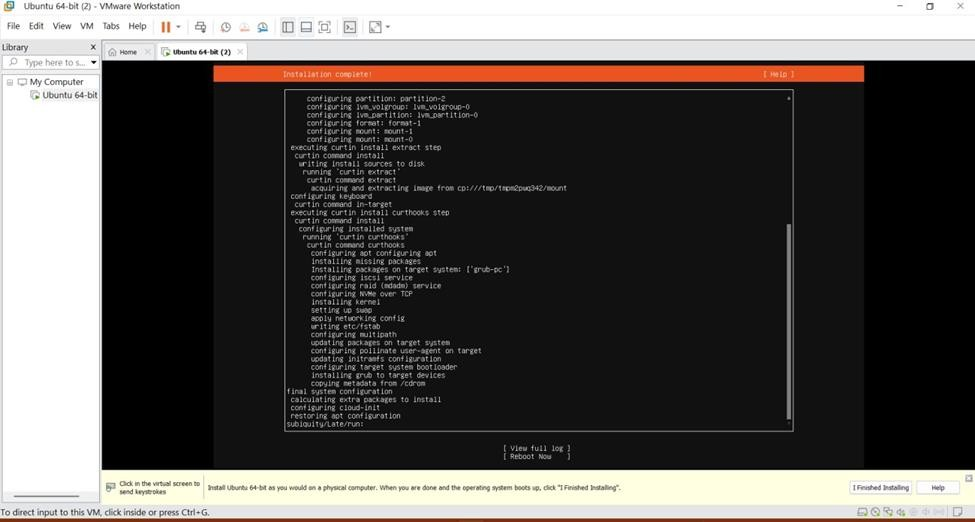 Ubuntu 64-bit (2) - VMware Workstation
File Edit View VM Tabs Help
Library
Type here to s...
My Computer
Ubuntu 64-bit
Home
Ubuntu 64-bit (2)
Installation complete!
[ Help ]
configuring partition: partition-2
configuring lvm_volgroup: lvm_volgroup-0
configuring lvm_partition: lvm_partition-0
configuring format: format-1
configuring mount: mount-1
configuring mount: mount-0
executing curtin install extract step
curtin command install
writing install sources to disk
running 'curtin extract'
curtin command extract
acquiring and extracting image from cp:///tmp/tmpm2pwq342/mount
configuring keyboard
curtin command in-target
executing curtin install curthooks step
curtin command install
configuring installed system
running 'curtin curthooks'
curtin command curthooks
configuring apt configuring apt
installing missing packages
Installing packages on target system: ['grub-pc']
configuring iscsi service
configuring raid (mdadm) service
configuring NVMe over TCP
installing kernel
setting up swap
apply networking config
writing etc/fstab
configuring multipath
updating packages on target system
configuring pollinate user-agent on target
updating initramfs configuration
configuring target system bootloader
installing grub to target devices
copying metadata from /cdrom
final system configuration
calculating extra packages to install
configuring cloud-init
restoring apt configuration
subiquity/Late/run:
[ View full log ]
[ Reboot Now ]
Click in the virtual screen to
send keystrokes
Install Ubuntu 64-bit as you would on a physical computer. When you are done and the operating system boots up, click "I Finished Installing".
I Finished Installing
Help
To direct input to this VM, click inside or press Ctrl+G.